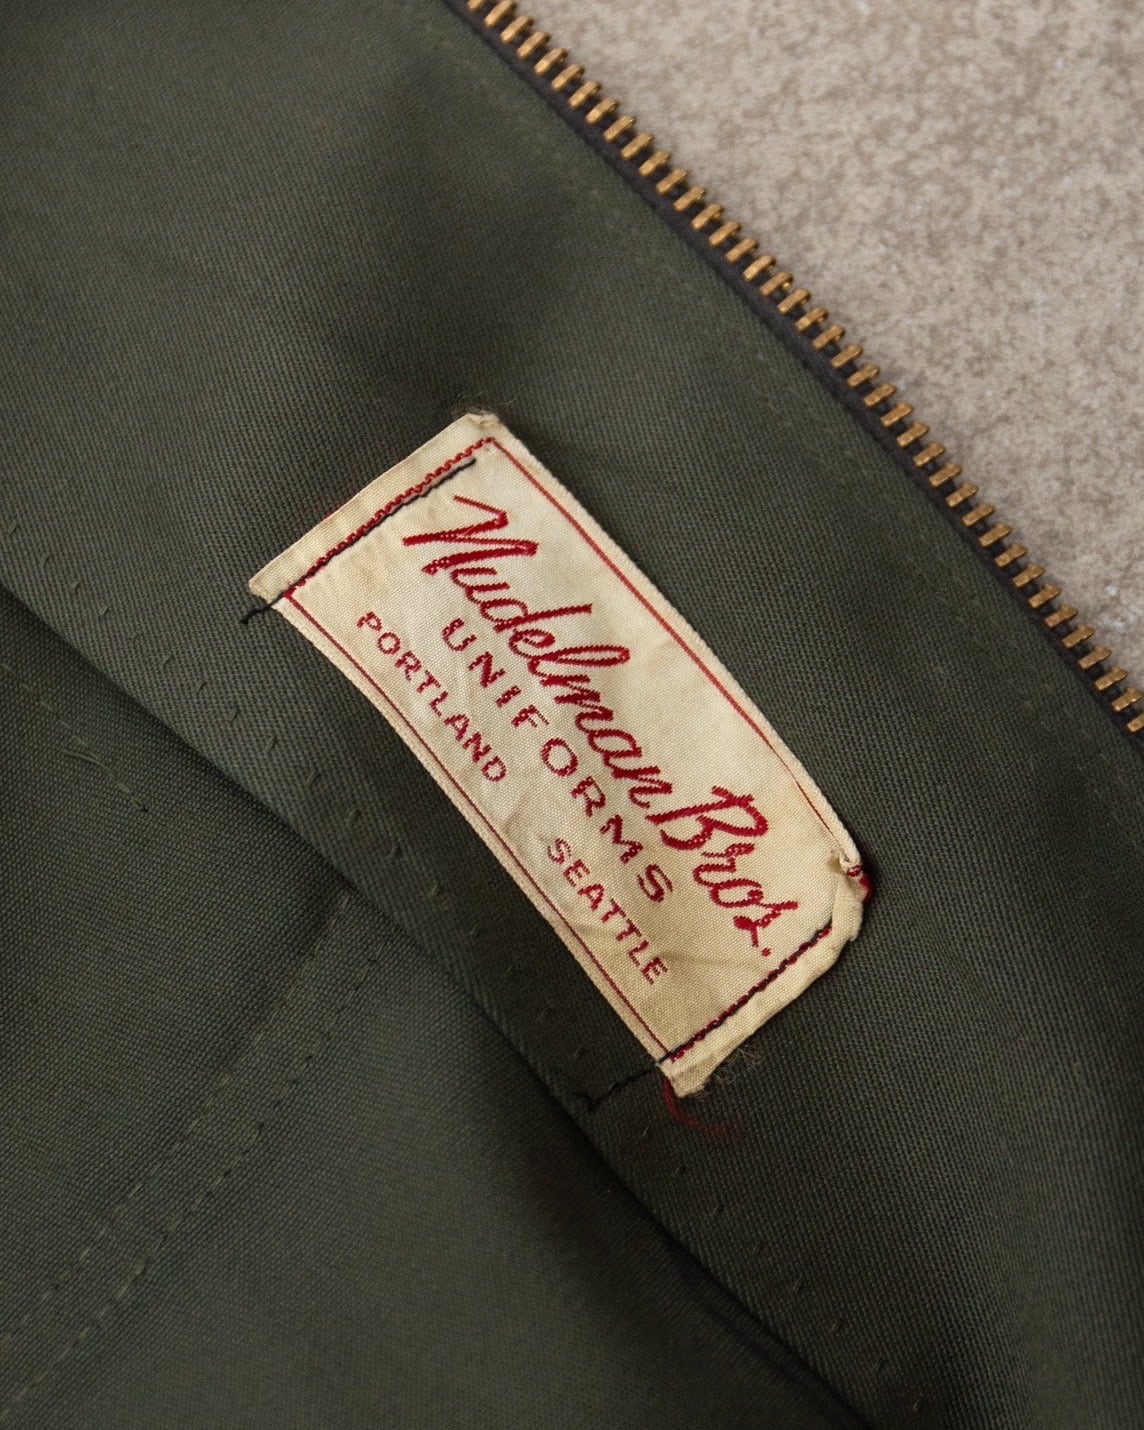 Nudelman Bros.
UNIFORMS
PORTLAND SEATTLE